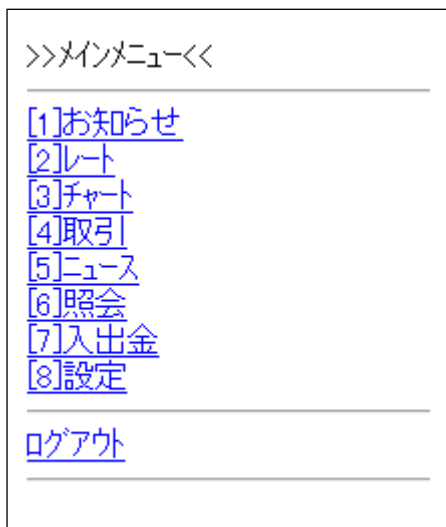 >>ﾒｲﾝﾒﾆｭｰ<<
[1]お知らせ
[2]ﾚｰﾄ
[3]ﾁｬｰﾄ
[4]取引
[5]ﾆｭｰｽ
[6]照会
[7]入出金
[8]設定
ﾛｸﾞｱｳﾄ